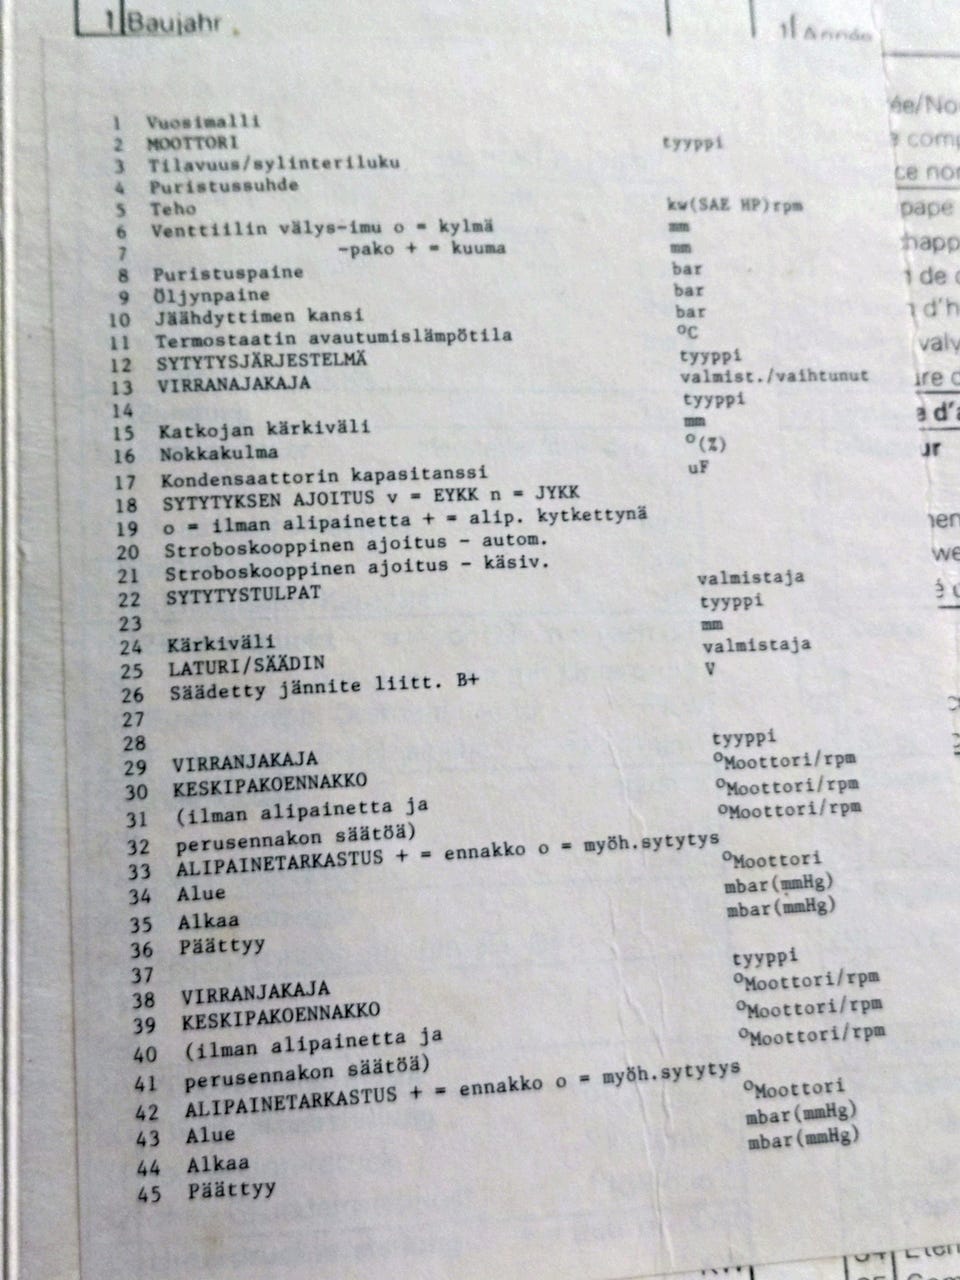 1 Baujahr
1 Année
1 Vuosimalli
2 MOOTTORI tyyppi
3 Tilavuus/sylinteriluku
4 Puristussuhde
5 Teho kw(SAE HP)rpm
6 Venttiilin välys-imu o = kylmä mm
7 -pako + = kuuma mm
8 Puristuspaine bar
9 Öljynpaine bar
10 Jäähdyttimen kansi bar
11 Termostaatin avautumislämpötila °C
12 SYTYTYSJÄRJESTELMÄ tyyppi
13 VIRRANAJAKAJA valmist./vaihtunut
14 tyyppi
15 Katkojan kärkiväli mm
16 Nokkakulma °(%)
17 Kondensaattorin kapasitanssi uF
18 SYTYTYKSEN AJOITUS v = EYKK n = JYKK
19 o = ilman alipainetta + = alip. kytkettynä
20 Stroboskooppinen ajoitus - autom.
21 Stroboskooppinen ajoitus - käsiv.
22 SYTYTYSTULPAT valmistaja
23 tyyppi
24 Kärkiväli mm
25 LATURI/SÄÄDIN valmistaja
26 Säädetty jännite liitt. B+ V
27
28
29 VIRRANJAKAJA tyyppi
30 KESKIPAKOENNAKKO °Moottori/rpm
31 (ilman alipainetta ja °Moottori/rpm
32 perusennakon säätöä) °Moottori/rpm
33 ALIPAINETARKASTUS + = ennakko o = myöh.sytytys
34 Alue °Moottori
35 Alkaa mbar(mmHg)
36 Päättyy mbar(mmHg)
37
38 VIRRANJAKAJA tyyppi
39 KESKIPAKOENNAKKO °Moottori/rpm
40 (ilman alipainetta ja °Moottori/rpm
41 perusennakon säätöä) °Moottori/rpm
42 ALIPAINETARKASTUS + = ennakko o = myöh.sytytys
43 Alue °Moottori
44 Alkaa mbar(mmHg)
45 Päättyy mbar(mmHg)